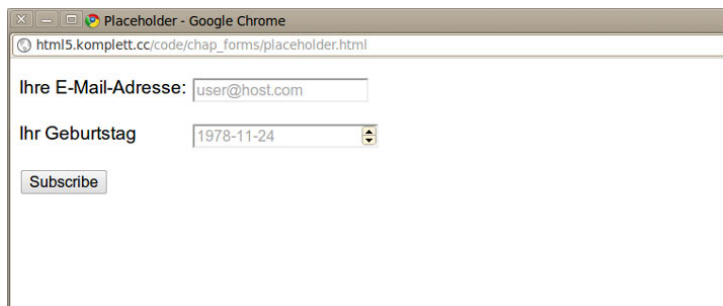 Placeholder - Google Chrome
html5.komplett.cc/code/chap_forms/placeholder.html
Ihre E-Mail-Adresse: user@host.com
Ihr Geburtstag 1978-11-24
Subscribe